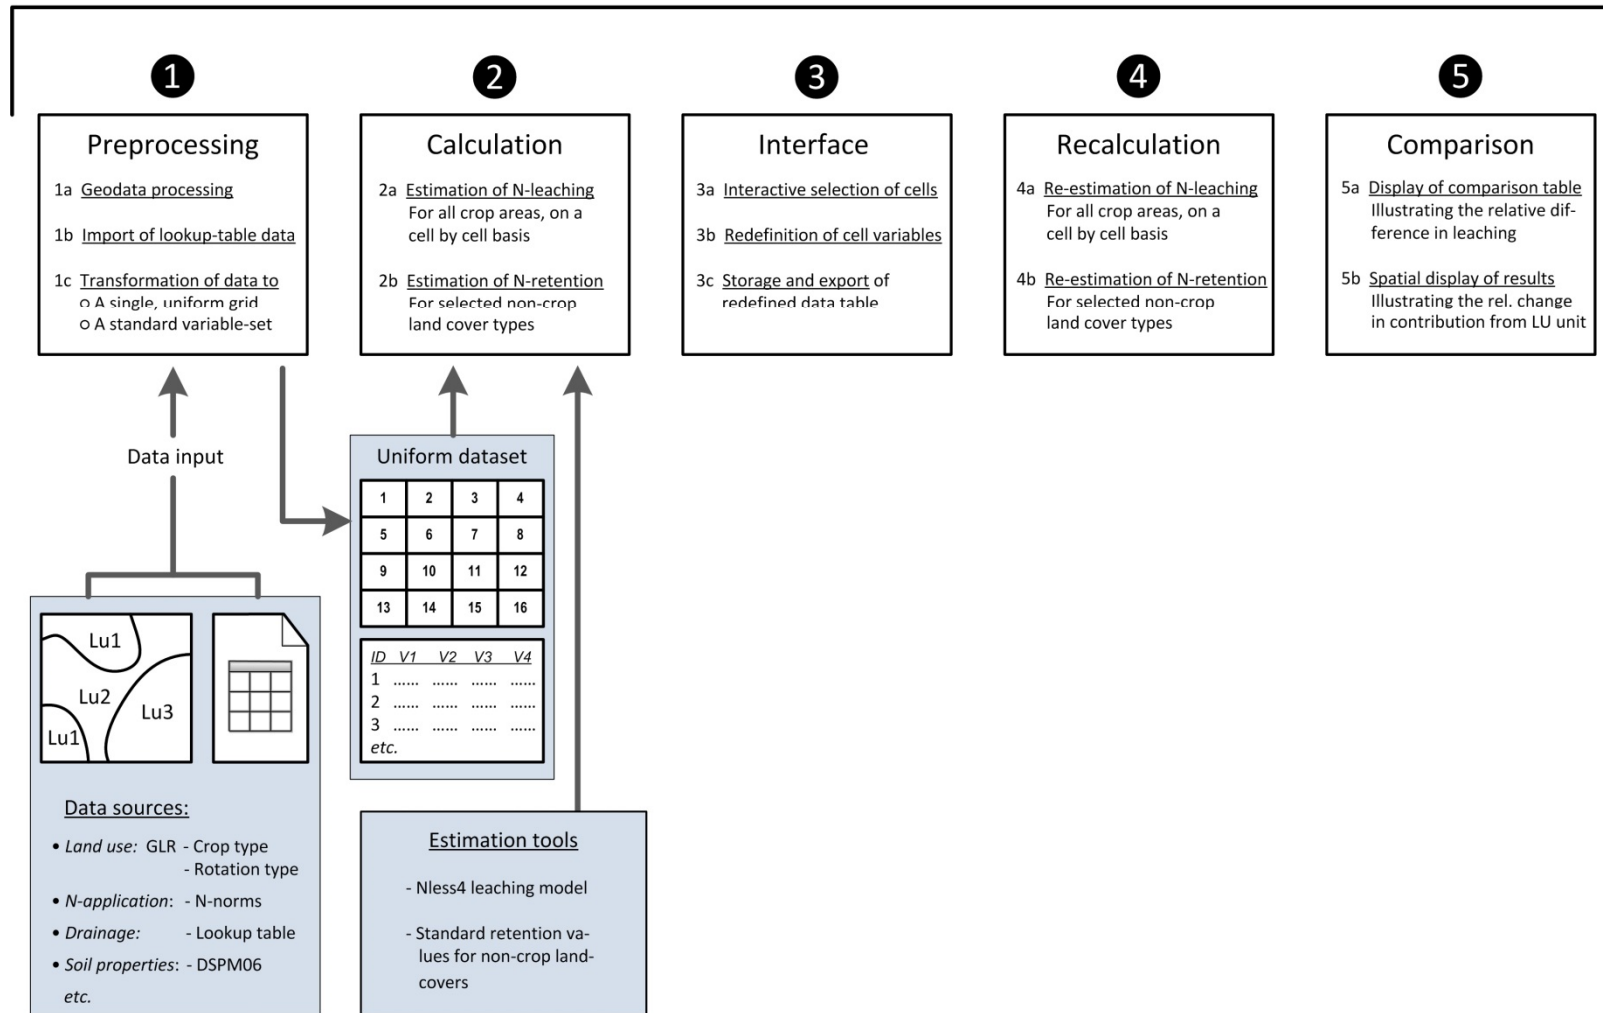 1
2
3
4
5
Preprocessing
1a Geodata processing
1b Import of lookup-table data
1c Transformation of data to
o A single, uniform grid
o A standard variable-set
Calculation
2a Estimation of N-leaching
For all crop areas, on a
cell by cell basis
2b Estimation of N-retention
For selected non-crop
land cover types
Interface
3a Interactive selection of cells
3b Redefinition of cell variables
3c Storage and export of
redefined data table
Recalculation
4a Re-estimation of N-leaching
For all crop areas, on a
cell by cell basis
4b Re-estimation of N-retention
For selected non-crop
land cover types
Comparison
5a Display of comparison table
Illustrating the relative dif-
ference in leaching
5b Spatial display of results
Illustrating the rel. change
in contribution from LU unit
Data input
Lu1
Lu2
Lu3
Lu1
Data sources:
• Land use: GLR - Crop type
- Rotation type
• N-application: - N-norms
• Drainage: - Lookup table
• Soil properties: - DSPM06
etc.
Uniform dataset
1 2 3 4
5 6 7 8
9 10 11 12
13 14 15 16
ID V1 V2 V3 V4
1 ...... ...... ...... ......
2 ...... ...... ...... ......
3 ...... ...... ...... ......
etc.
Estimation tools
- Nless4 leaching model
- Standard retention va-
lues for non-crop land-
covers